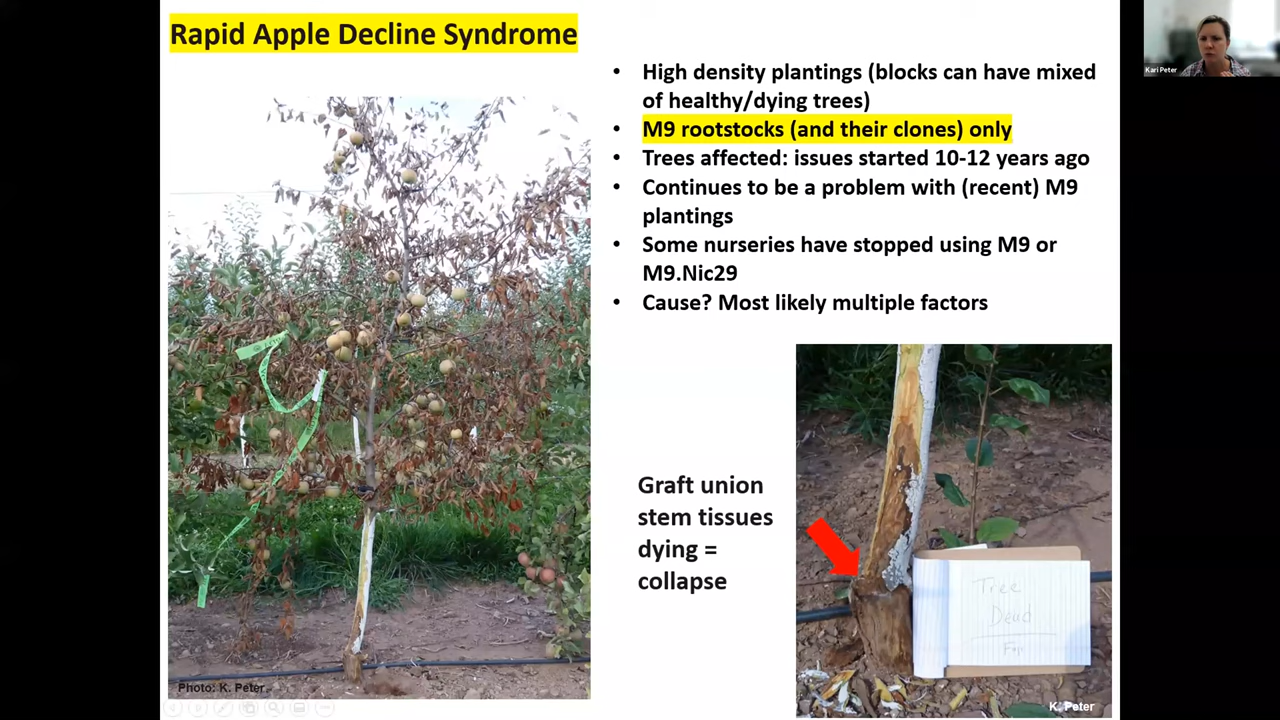 Rapid Apple Decline Syndrome
• High density plantings (blocks can have mixed
of healthy/dying trees)
• M9 rootstocks (and their clones) only
• Trees affected: issues started 10-12 years ago
• Continues to be a problem with (recent) M9
plantings
• Some nurseries have stopped using M9 or
M9.Nic29
• Cause? Most likely multiple factors
Graft union
stem tissues
dying =
collapse
Tree
Dead
Photo: K. Peter
K. Peter
Kari Peter